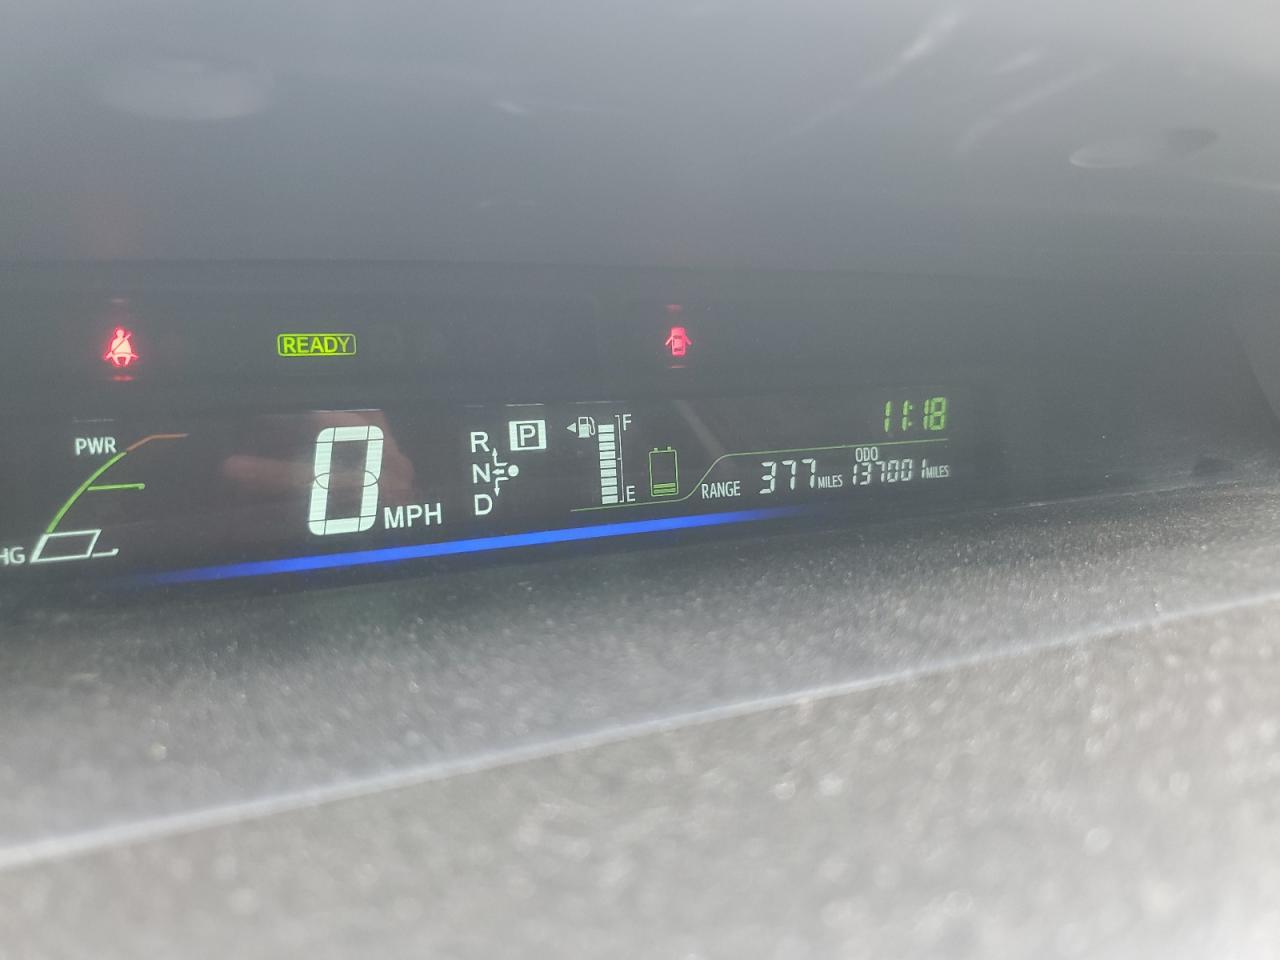 READY
11:18
PWR
0 MPH
R
P
N
D
F
E
ODO
RANGE 377 MILES 137001 MILES
HG